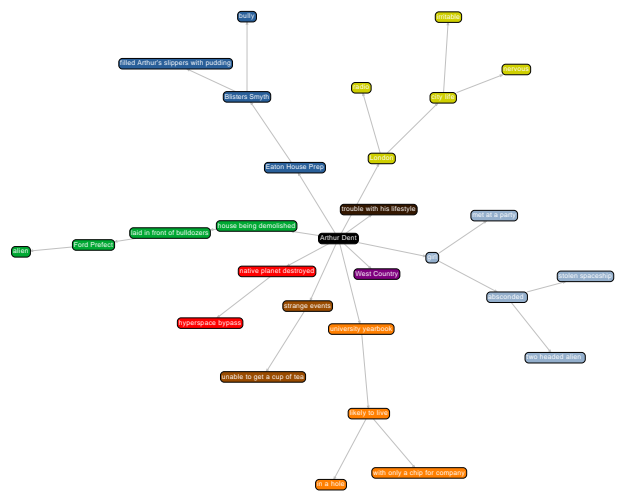 bully
irritable
filled Arthur's slippers with pudding
nervous
radio
Blisters Smyth
London
Eaton House Prep
trouble with his lifestyle
met at a party
house being demolished
laid in front of bulldozers
Arthur Dent
Ford Prefect
alien
native planet destroyed
West Country
stolen spaceship
absconded
strange events
hyperspace bypass
university yearbook
two headed alien
unable to get a cup of tea
likely to live
with only a chip for company
in a hole